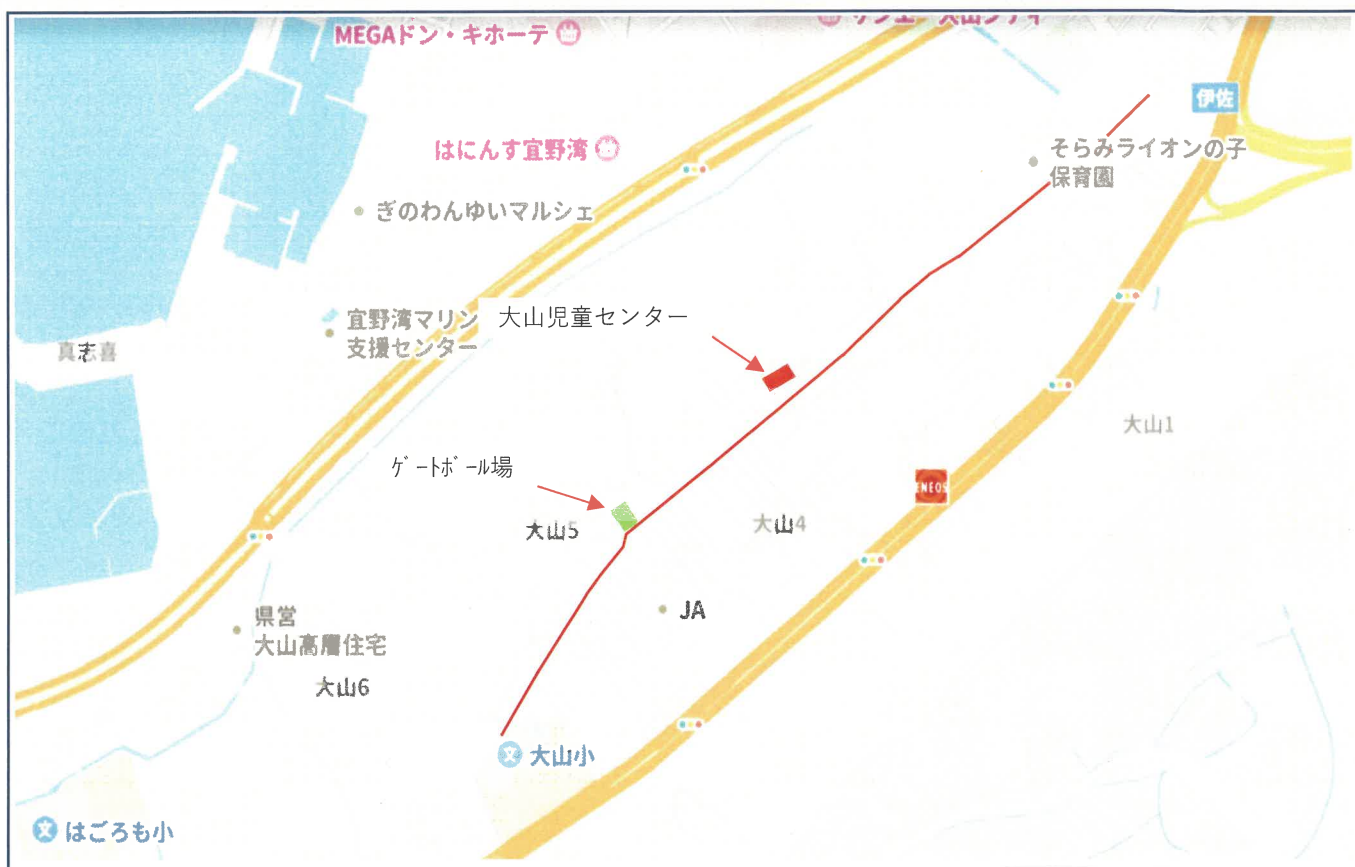 MEGAドン・キホーテ
伊佐
はにんす宜野湾
そらみライオンの子
保育園
ぎのわんゆいマルシェ
宜野湾マリン
支援センター
大山児童センター
真志喜
大山1
ｹﾞｰﾄﾎﾞｰﾙ場
ENEOS
大山5
大山4
JA
県営
大山高層住宅
大山6
文 大山小
文 はごろも小